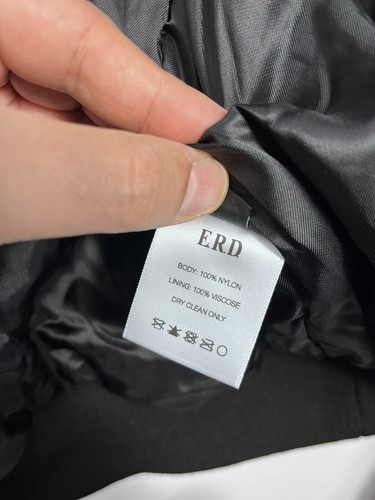 ERD
BODY: 100% NYLON
LINING: 100% VISCOSE
DRY CLEAN ONLY